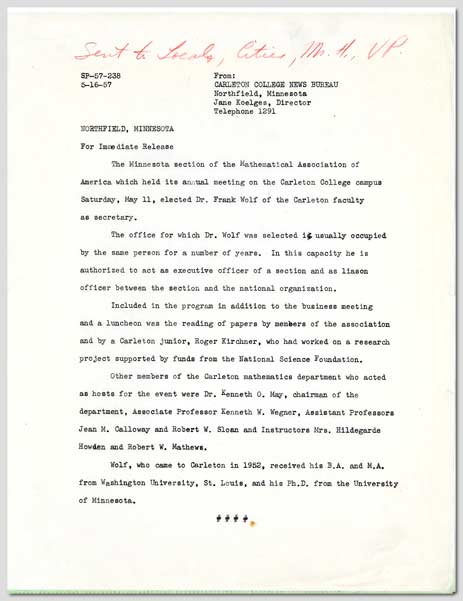 Sent to Locals, Cities, Mr. H., VP.
SP-57-238
5-16-57
From:
CARLETON COLLEGE NEWS BUREAU
Northfield, Minnesota
Jane Koelges, Director
Telephone 1291
NORTHFIELD, MINNESOTA
For Immediate Release
The Minnesota section of the Mathematical Association of
America which held its annual meeting on the Carleton College campus
Saturday, May 11, elected Dr. Frank Wolf of the Carleton faculty
as secretary.
The office for which Dr. Wolf was selected is usually occupied
by the same person for a number of years. In this capacity he is
authorized to act as executive officer of a section and as liason
officer between the section and the national organization.
Included in the program in addition to the business meeting
and a luncheon was the reading of papers by members of the association
and by a Carleton junior, Roger Kirchner, who had worked on a research
project supported by funds from the National Science Foundation.
Other members of the Carleton mathematics department who acted
as hosts for the event were Dr. Kenneth O. May, chairman of the
department, Associate Professor Kenneth W. Wegner, Assistant Professors
Jean M. Calloway and Robert W. Sloan and Instructors Mrs. Hildegarde
Howden and Robert W. Mathews.
Wolf, who came to Carleton in 1952, received his B.A. and M.A.
from Washington University, St. Louis, and his Ph.D. from the University
of Minnesota.
####